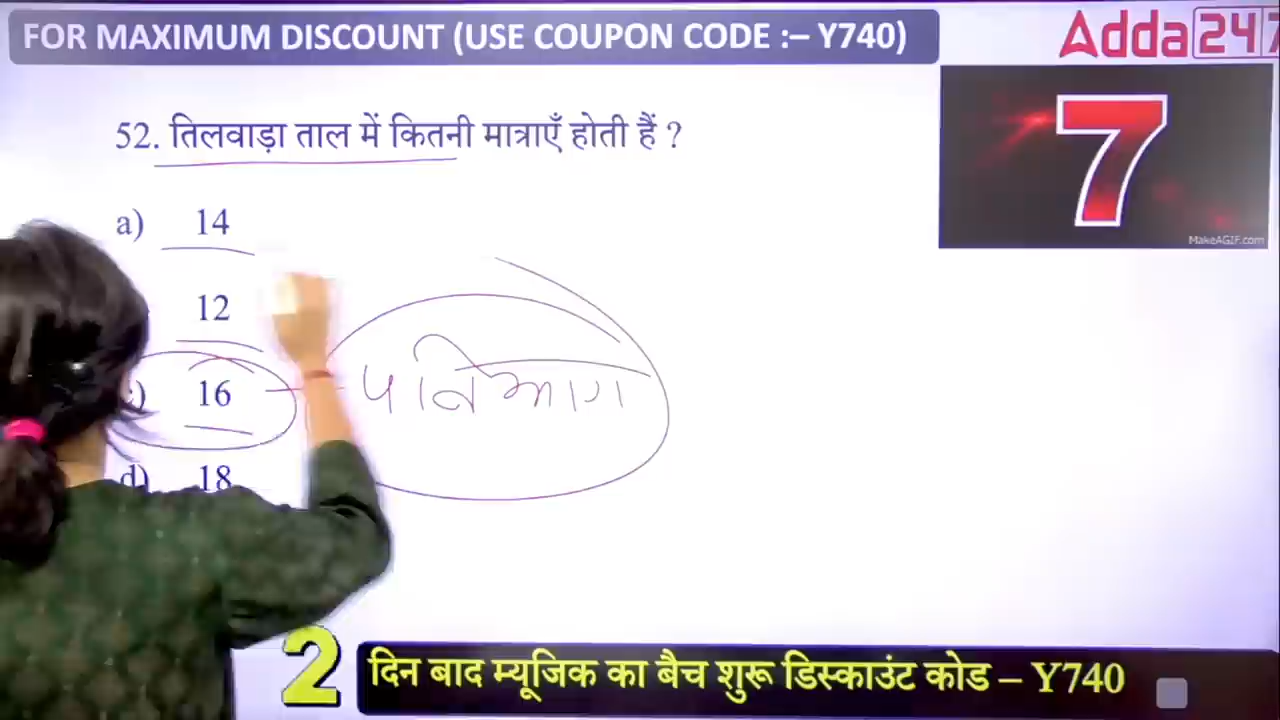 FOR MAXIMUM DISCOUNT (USE COUPON CODE :– Y740)
Adda247
7
MakeAGIF.com
52. तिलवाड़ा ताल में कितनी मात्राएँ होती हैं ?
a) 14
12
16
d) 18
2 दिन बाद म्यूजिक का बैच शुरू डिस्काउंट कोड – Y740